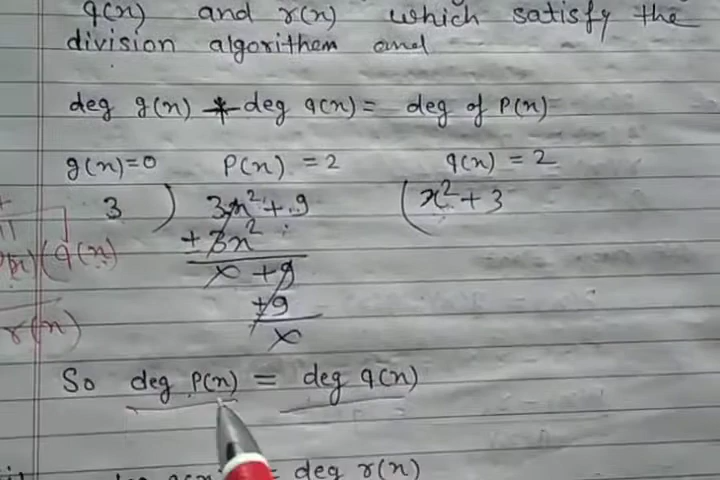 q(x) and r(x) which satisfy the
division algorithem and
deg g(x) + deg q(x) = deg of P(x)
g(x)=0 P(x) = 2 q(x) = 2
3 ) 3x² + 9 ( x² + 3
± 3x²
x + 9
± 9
x
q(x)
r(x)
So deg P(x) = deg q(x)
= deg r(x)